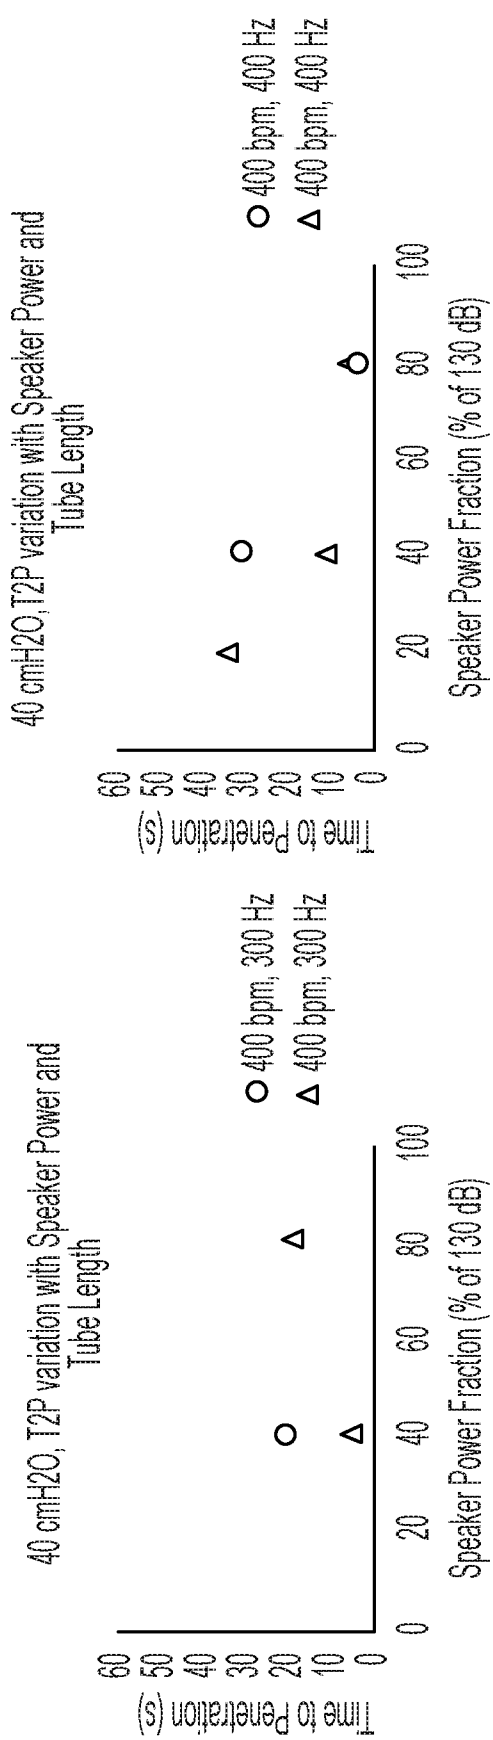 40 cmH2O, T2P variation with Speaker Power and
Tube Length
Time to Penetration (s)
60
50
40
30
20
10
0
0
20
40
60
80
100
Speaker Power Fraction (% of 130 dB)
400 bpm, 300 Hz
400 bpm, 300 Hz
40 cmH2O,T2P variation with Speaker Power and
Tube Length
Time to Penetration (s)
60
50
40
30
20
10
0
0
20
40
60
80
100
Speaker Power Fraction (% of 130 dB)
400 bpm, 400 Hz
400 bpm, 400 Hz